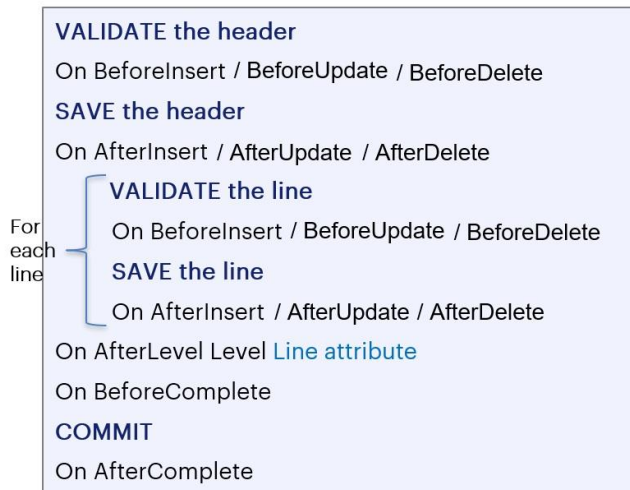 VALIDATE the header
On BeforeInsert / BeforeUpdate / BeforeDelete
SAVE the header
On AfterInsert / AfterUpdate / AfterDelete
For
each
line
VALIDATE the line
On BeforeInsert / BeforeUpdate / BeforeDelete
SAVE the line
On AfterInsert / AfterUpdate / AfterDelete
On AfterLevel Level Line attribute
On BeforeComplete
COMMIT
On AfterComplete